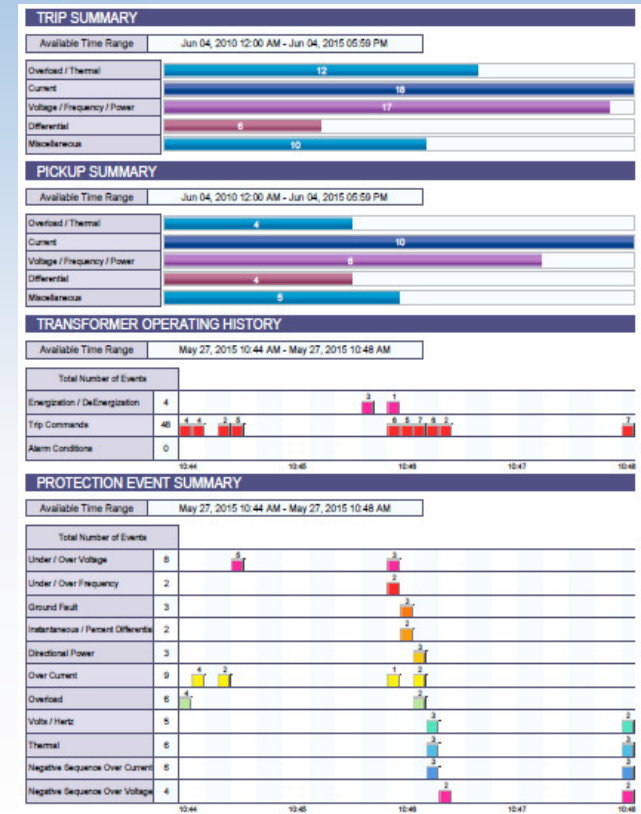 TRIP SUMMARY
Available Time Range Jun 04, 2010 12:00 AM - Jun 04, 2015 05:59 PM
Overload / Thermal 12
Current 18
Voltage / Frequency / Power 17
Differential 6
Miscellaneous 10
PICKUP SUMMARY
Available Time Range Jun 04, 2010 12:00 AM - Jun 04, 2015 05:59 PM
Overload / Thermal 4
Current 10
Voltage / Frequency / Power 8
Differential 4
Miscellaneous 5
TRANSFORMER OPERATING HISTORY
Available Time Range May 27, 2015 10:44 AM - May 27, 2015 10:48 AM
Total Number of Events
Energization / DeEnergization 4 3 1
Trip Commands 48 4 4 2 5 6 5 7 6 2 7
Alarm Conditions 0
10:44 10:45 10:46 10:47 10:48
PROTECTION EVENT SUMMARY
Available Time Range May 27, 2015 10:44 AM - May 27, 2015 10:48 AM
Total Number of Events
Under / Over Voltage 8 5 3
Under / Over Frequency 2 2
Ground Fault 3 3
Instantaneous / Percent Differentia 2 2
Directional Power 3 3
Over Current 9 4 2 1 2
Overload 6 4 2
Volts / Hertz 5 3 2
Thermal 6 3 3
Negative Sequence Over Current 6 3 3
Negative Sequence Over Voltage 4 2 2
10:44 10:45 10:46 10:47 10:48